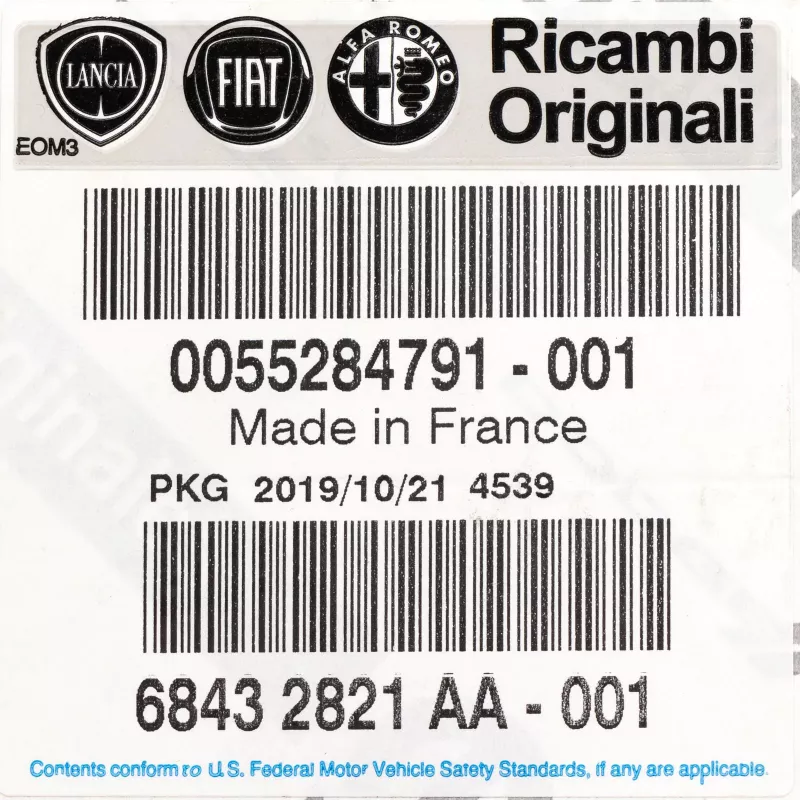 LANCIA FIAT ALFA ROMEO
Ricambi
Originali
EOM3
0055284791 - 001
Made in France
PKG 2019/10/21 4539
6843 2821 AA - 001
Contents conform to U.S. Federal Motor Vehicle Safety Standards, if any are applicable.